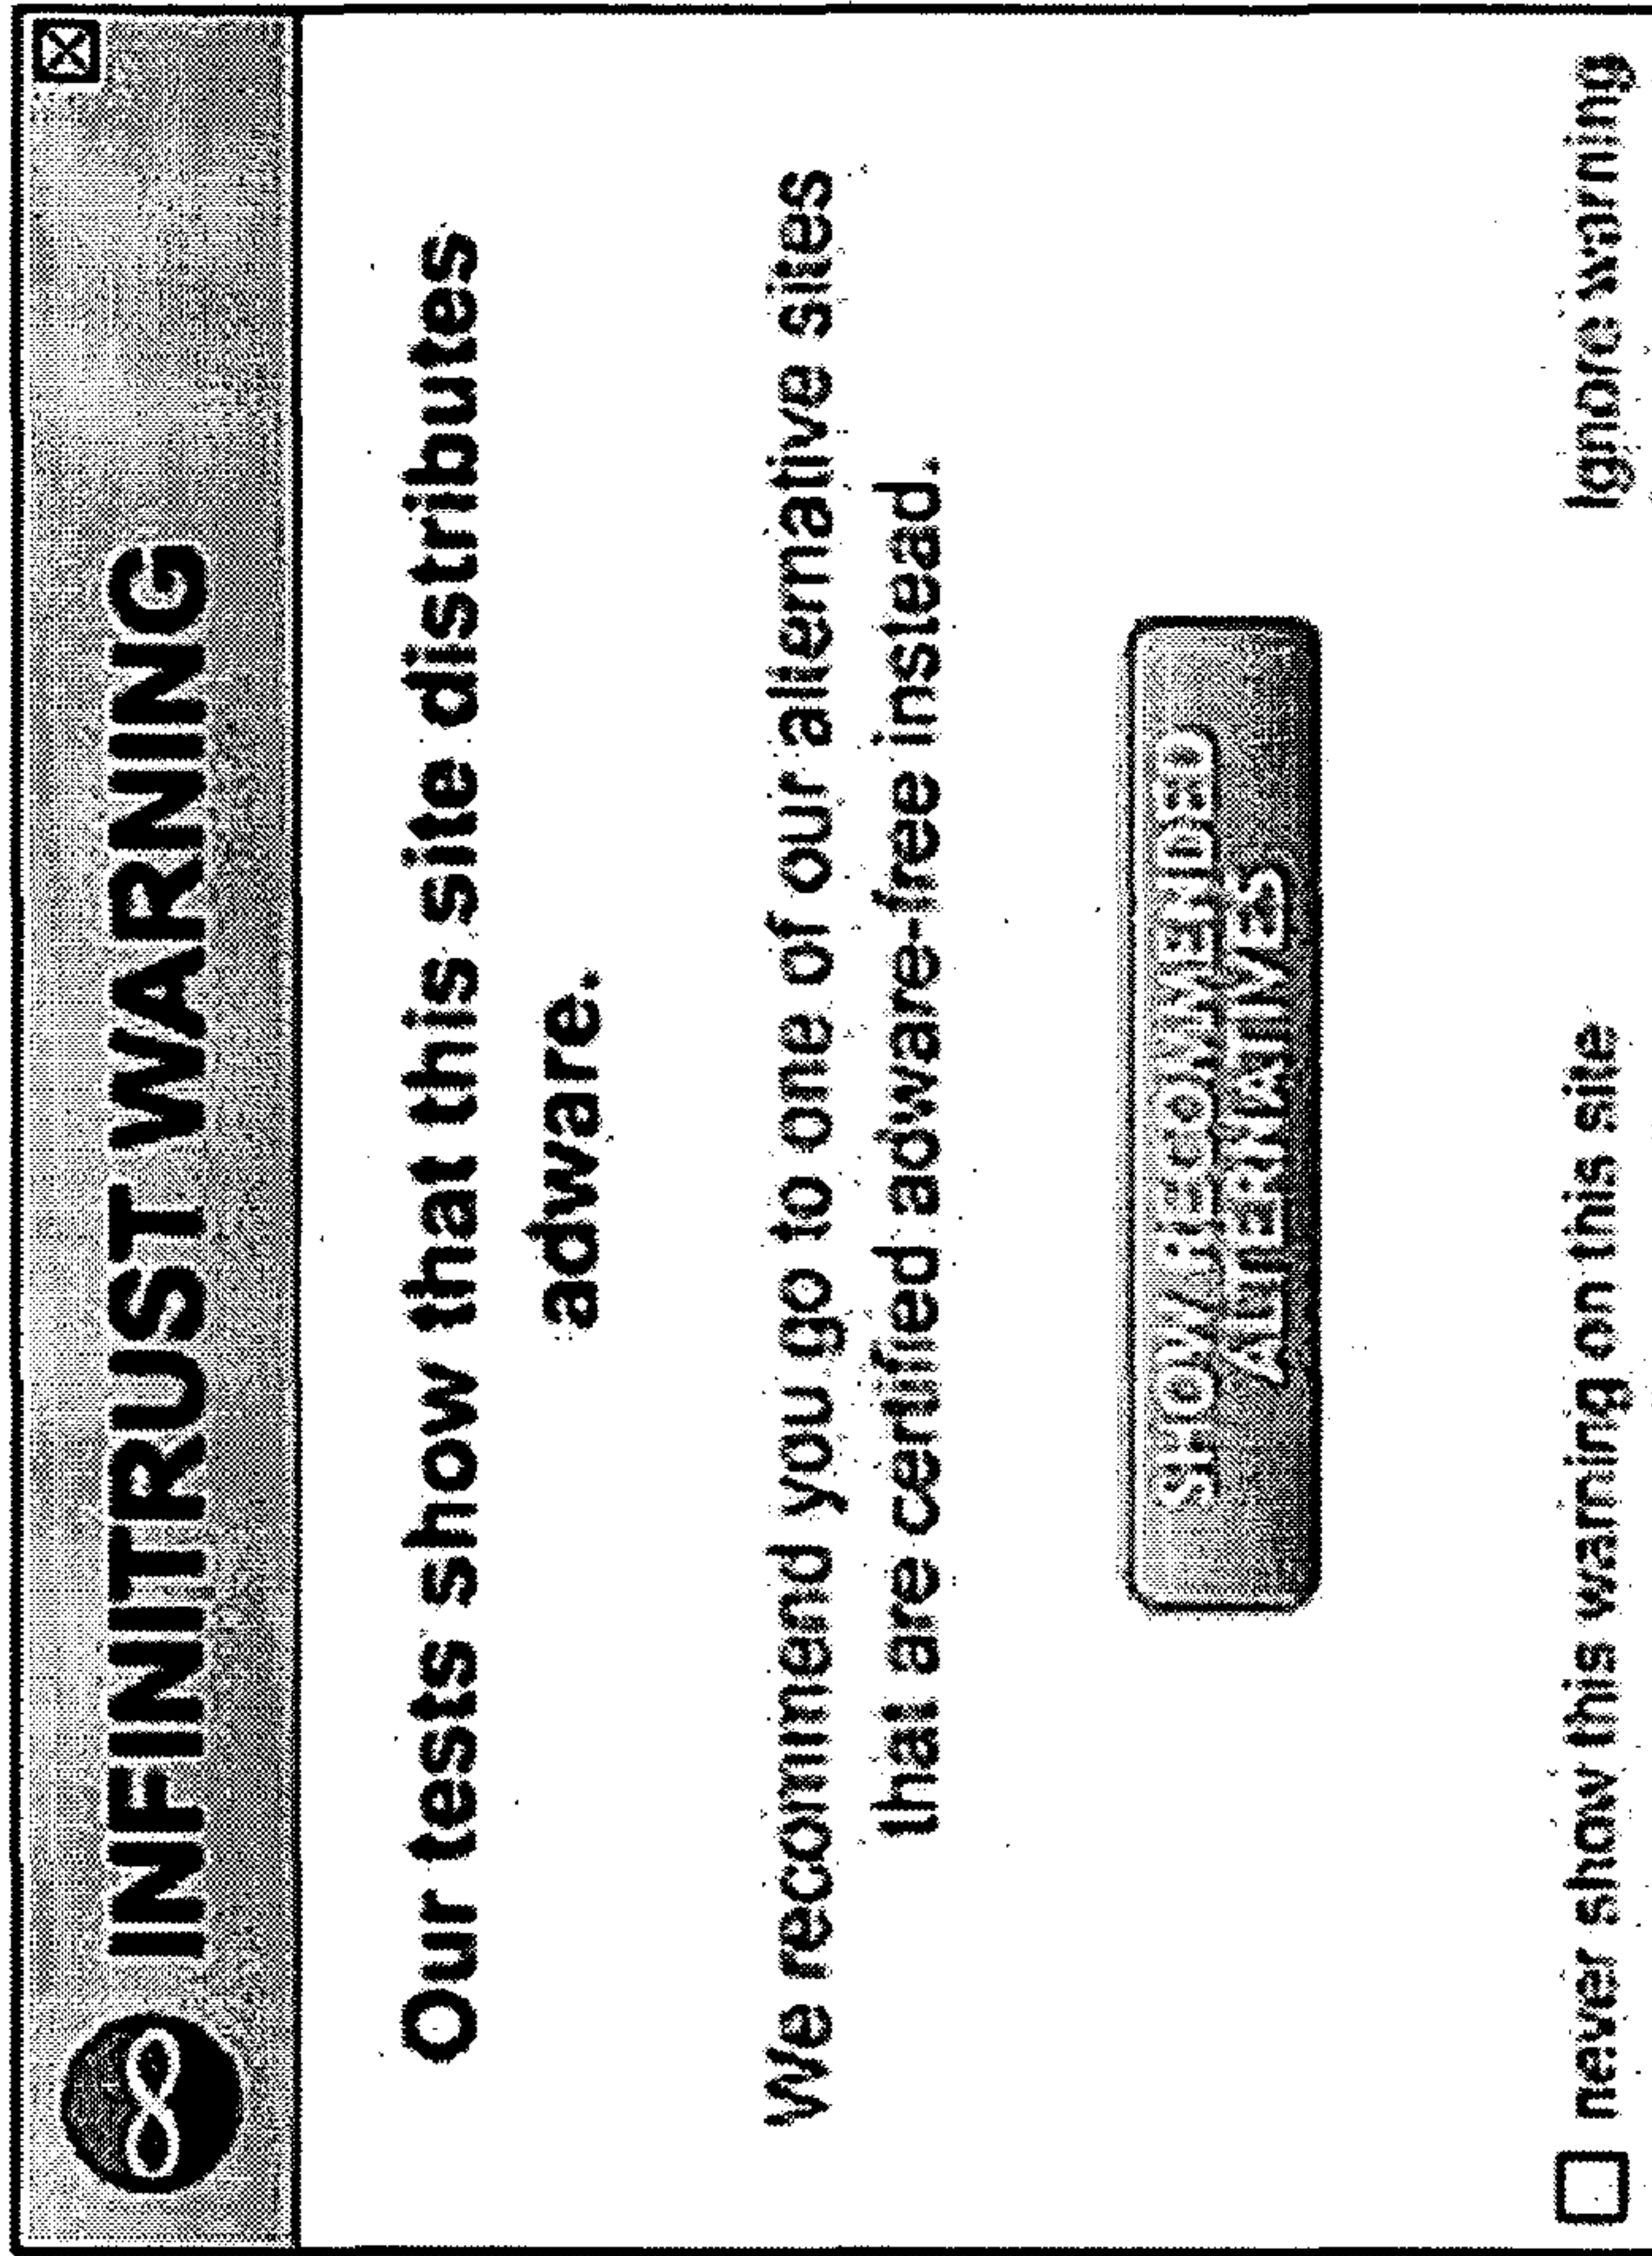 INFINITRUST WARNING
Our tests show that this site distributes
adware.
We recommend you go to one of our alternative sites
that are certified adware-free instead.
SHOW RECOMMENDED
ALTERNATIVES
never show this warning on this site
Ignore warning